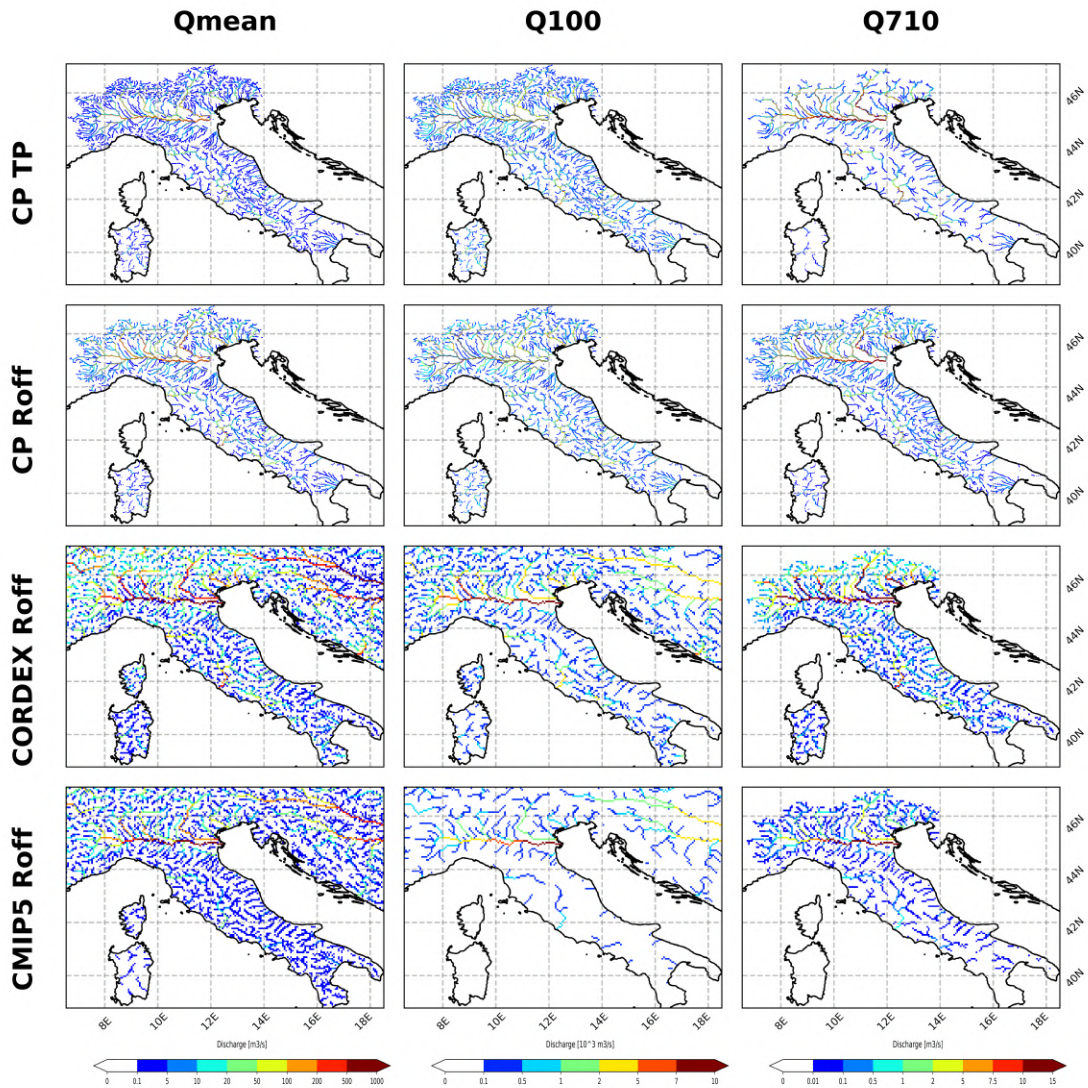 Qmean Q100 Q710
CP TP
46N
44N
42N
40N
CP Roff
46N
44N
42N
40N
CORDEX Roff
46N
44N
42N
40N
CMIP5 Roff
46N
44N
42N
40N
8E 10E 12E 14E 16E 18E 8E 10E 12E 14E 16E 18E 8E 10E 12E 14E 16E 18E
Discharge [m3/s] Discharge [10^3 m3/s] Discharge [m3/s]
0 0.1 5 10 20 50 100 200 500 1000 0 0.1 0.5 1 2 5 7 10 0 0.01 0.1 0.5 1 2 5 10 15